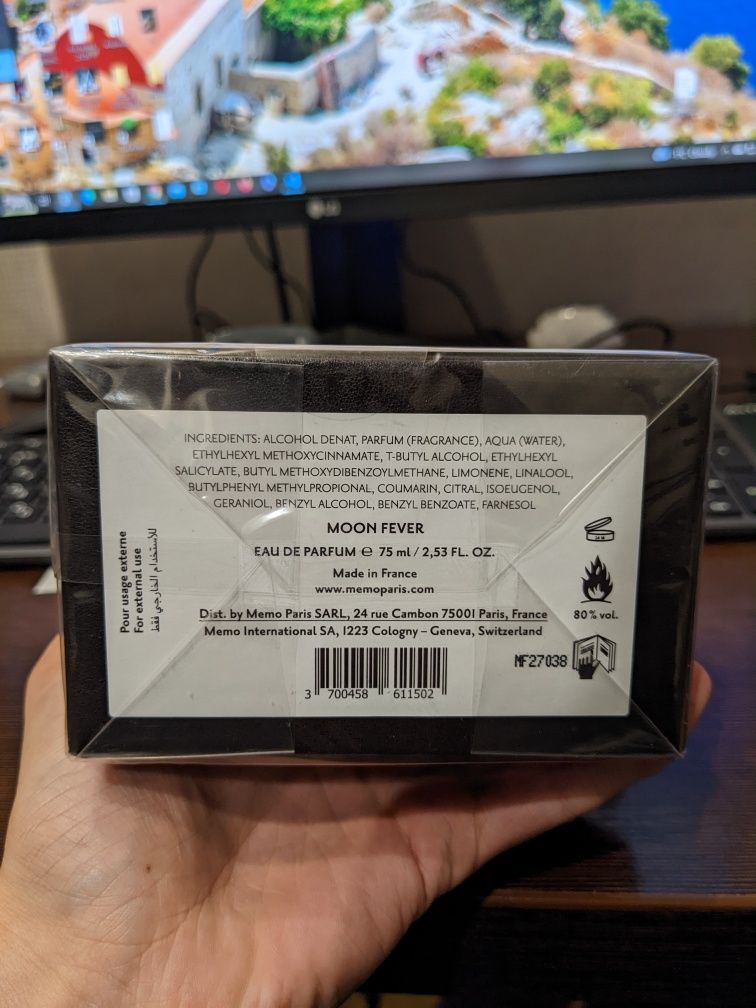 LG
INGREDIENTS: ALCOHOL DENAT, PARFUM (FRAGRANCE), AQUA (WATER),
ETHYLHEXYL METHOXYCINNAMATE, T-BUTYL ALCOHOL, ETHYLHEXYL
SALICYLATE, BUTYL METHOXYDIBENZOYLMETHANE, LIMONENE, LINALOOL,
BUTYLPHENYL METHYLPROPIONAL, COUMARIN, CITRAL, ISOEUGENOL,
GERANIOL, BENZYL ALCOHOL, BENZYL BENZOATE, FARNESOL
MOON FEVER
EAU DE PARFUM ℮ 75 ml / 2,53 FL. OZ.
Made in France
www.memoparis.com
Dist. by Memo Paris SARL, 24 rue Cambon 75001 Paris, France
Memo International SA, 1223 Cologny – Geneva, Switzerland
Pour usage externe
For external use
للاستخدام الخارجي فقط
80% vol.
MF27038
3 700458 611502